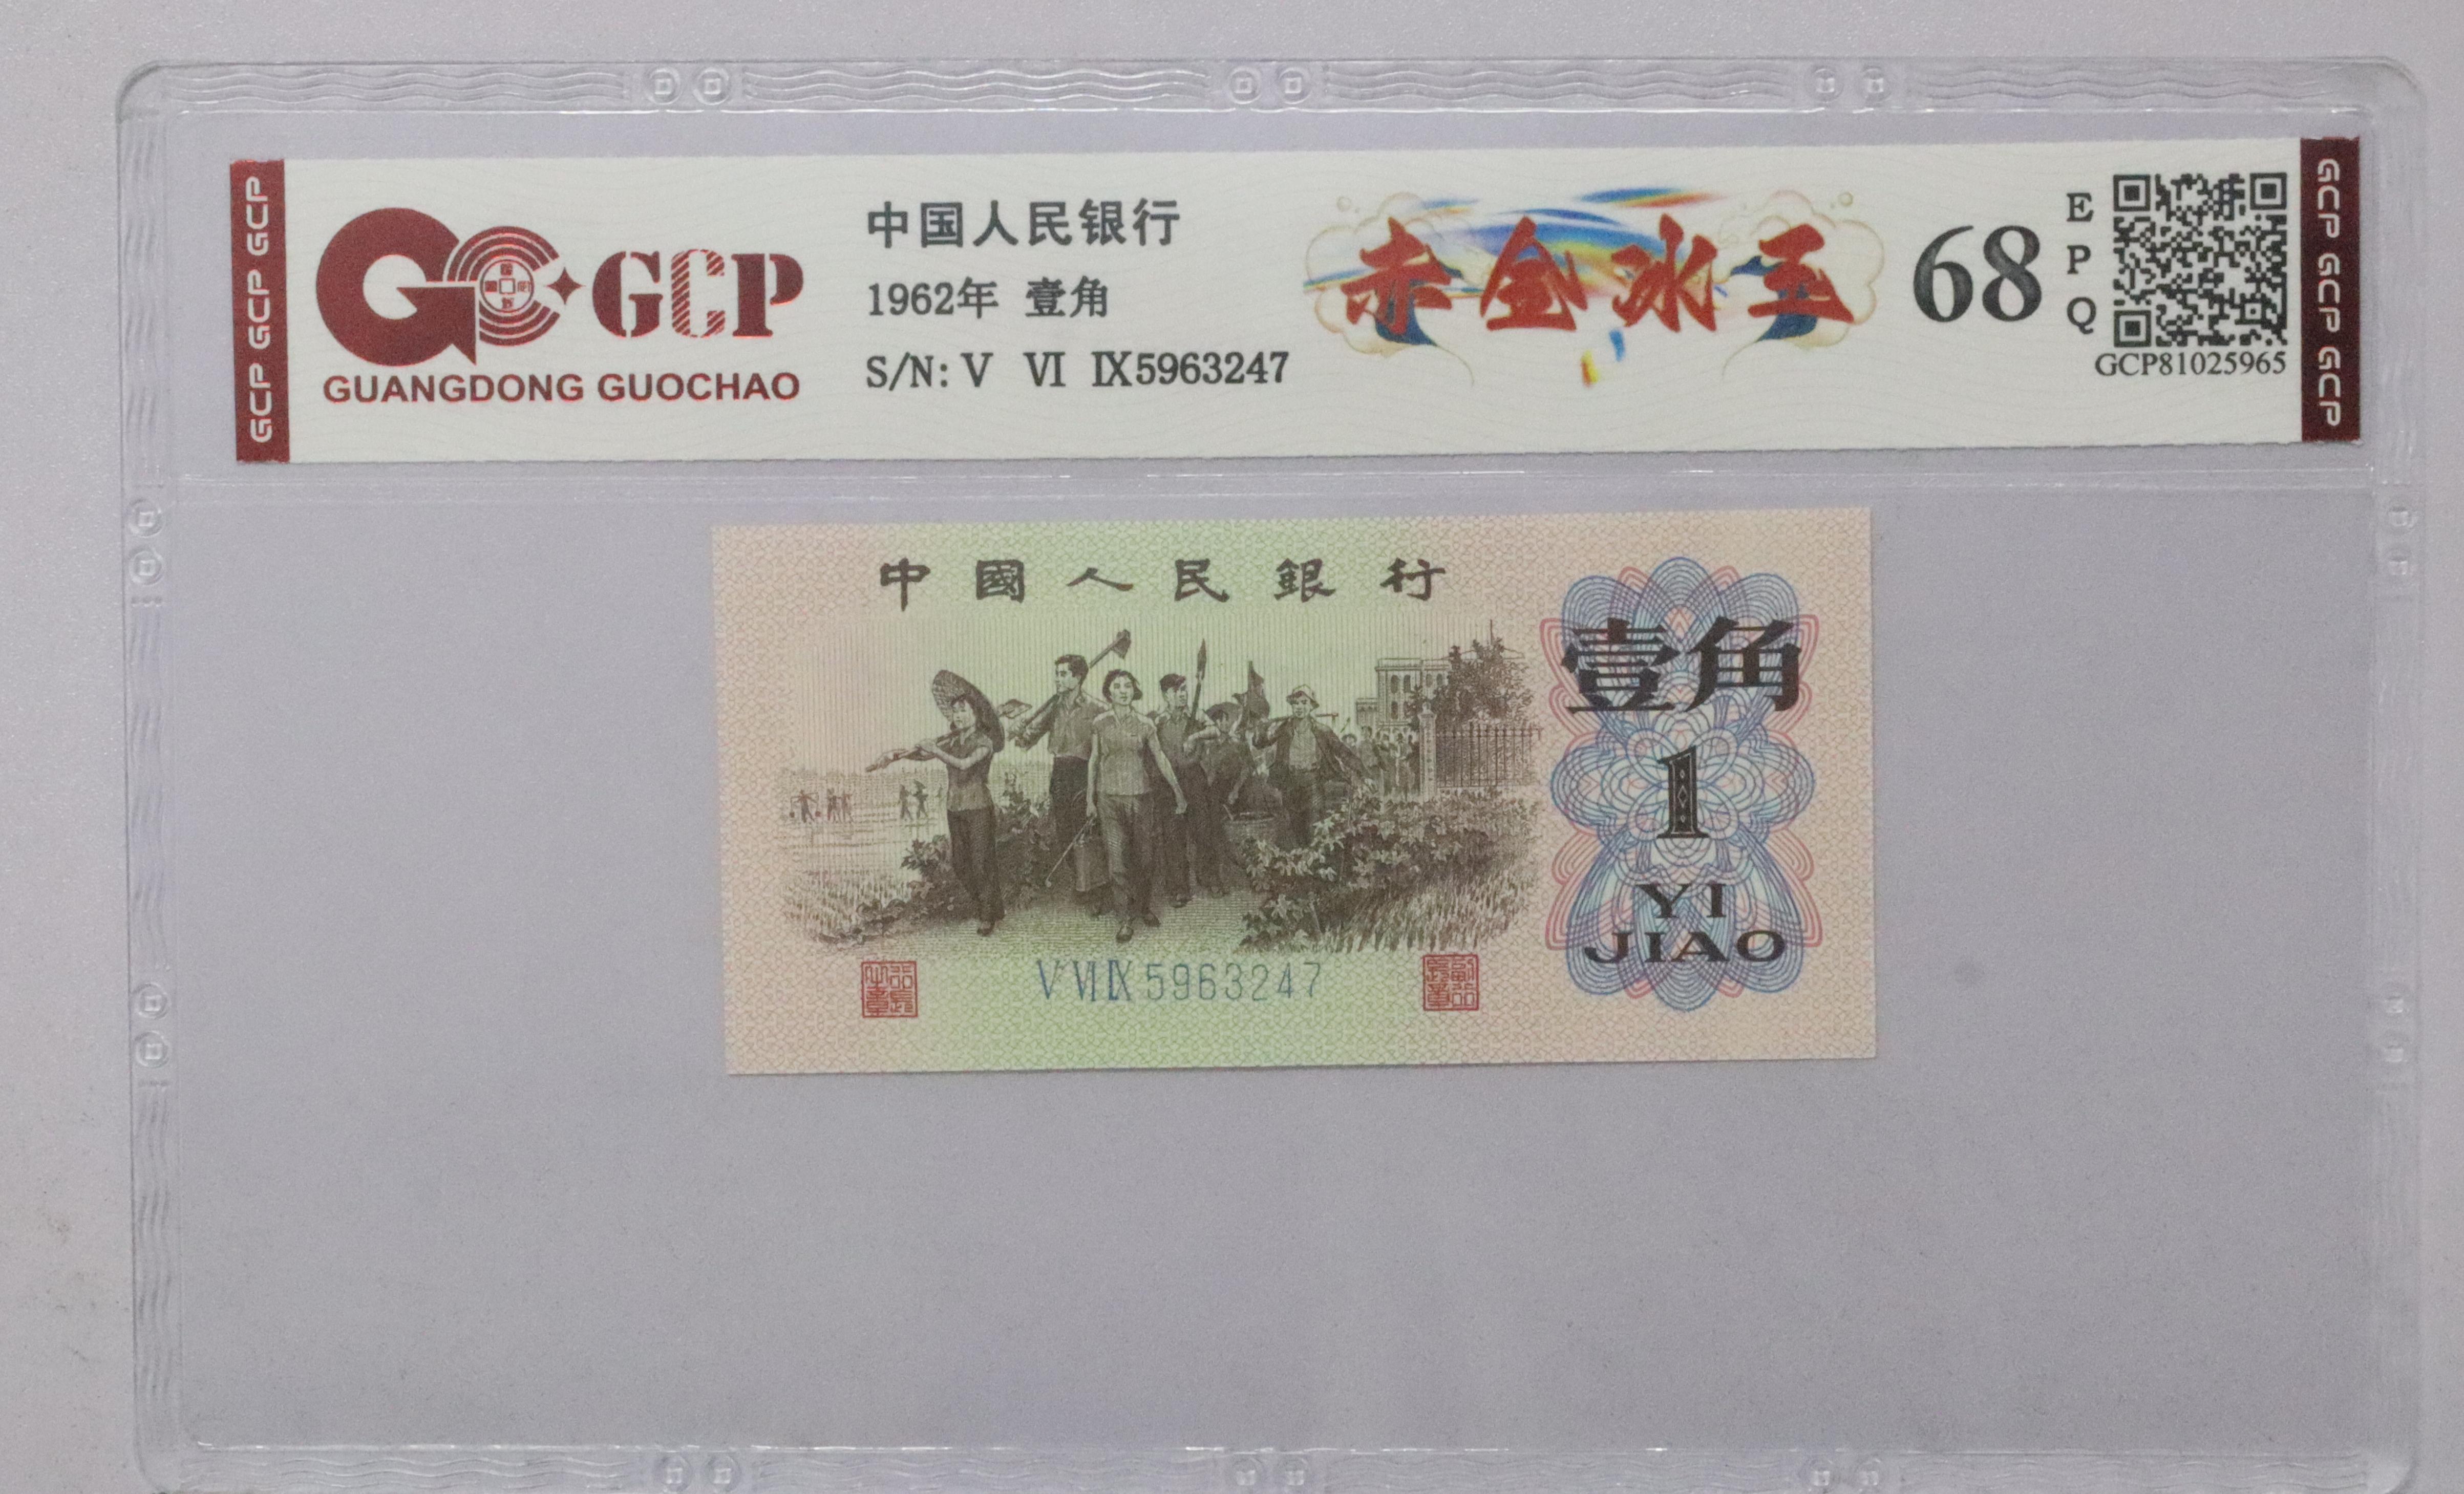 GCP GCP GCP
GCP
GUANGDONG GUOCHAO
中国人民银行
1962年 壹角
S/N: V VI IX5963247
赤金冰玉
68
EPQ
GCP81025965
GCP GCP GCP
中國人民銀行
壹角
1
YI
JIAO
V VI IX 5963247